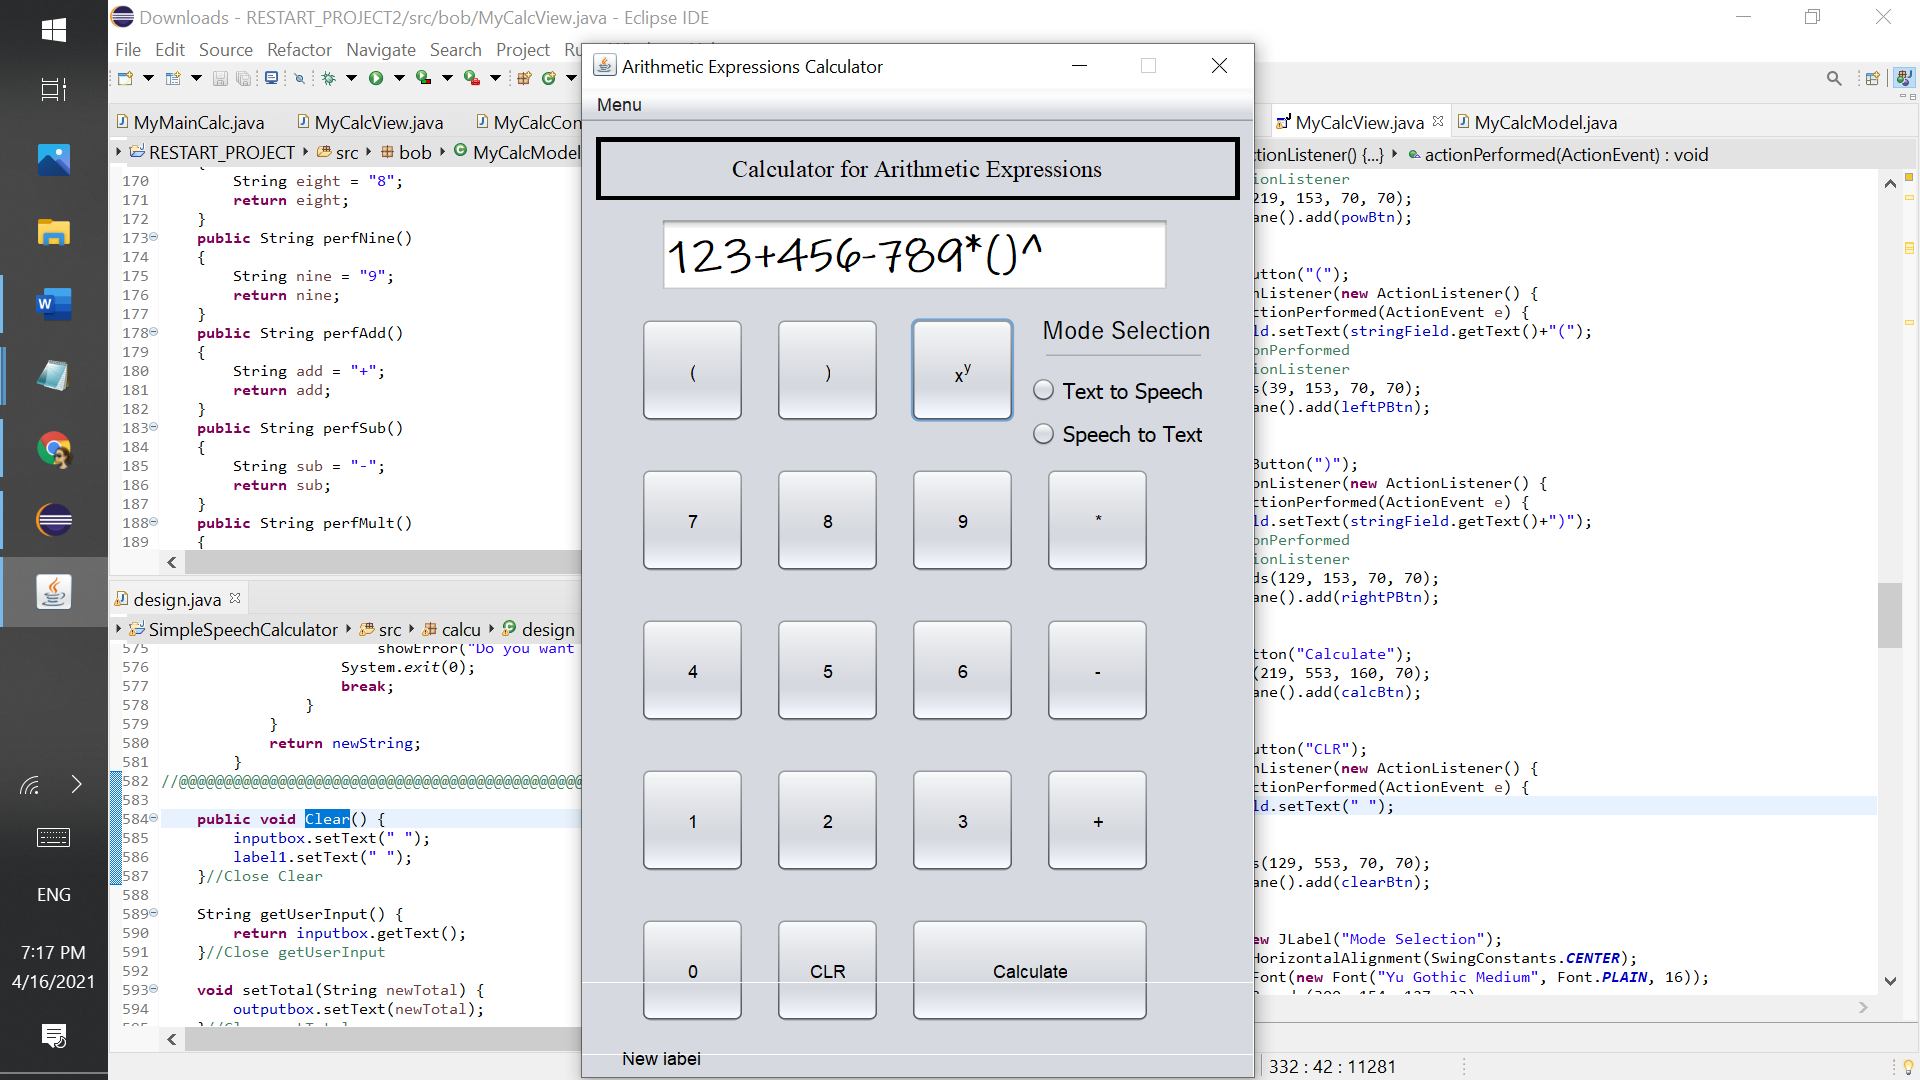 Downloads - RESTART_PROJECT2/src/bob/MyCalcView.java - Eclipse IDE
File Edit Source Refactor Navigate Search Project
MyMainCalc.java MyCalcView.java MyCalcCon
RESTART_PROJECT src bob MyCalcModel
170
171 String eight = "8";
return eight;
172 }
173 public String perfNine()
174 {
175 String nine = "9";
176 return nine;
177 }
178 public String perfAdd()
179 {
180 String add = "+";
181 return add;
182 }
183 public String perfSub()
184 {
185 String sub = "-";
186 return sub;
187 }
188 public String perfMult()
189 {
design.java
SimpleSpeechCalculator src calcu design
575 showError("Do you want
576 System.exit(0);
577 break;
578 }
579 }
580 return newString;
581 }
582 //@@@@@@@@@@@@@@@@@@@@@@@@@@@@@@@@@@@@@@@@@@
583
584 public void Clear() {
585 inputbox.setText(" ");
586 label1.setText(" ");
587 }//Close Clear
588
589 String getUserInput() {
590 return inputbox.getText();
591 }//Close getUserInput
592
593 void setTotal(String newTotal) {
594 outputbox.setText(newTotal);
Arithmetic Expressions Calculator
Menu
Calculator for Arithmetic Expressions
123+456-789*()^
( ) xy
Mode Selection
Text to Speech
Speech to Text
7 8 9 *
4 5 6 -
1 2 3 +
0 CLR Calculate
New label
MyCalcView.java MyCalcModel.java
tionListener() {...} actionPerformed(ActionEvent) : void
ionListener
219, 153, 70, 70);
ane().add(powBtn);
utton("(");
nListener(new ActionListener() {
ctionPerformed(ActionEvent e) {
ld.setText(stringField.getText()+"(");
onPerformed
ionListener
s(39, 153, 70, 70);
ane().add(leftPBtn);
Button(")");
onListener(new ActionListener() {
ctionPerformed(ActionEvent e) {
ld.setText(stringField.getText()+")");
onPerformed
ionListener
ds(129, 153, 70, 70);
ane().add(rightPBtn);
tton("Calculate");
(219, 553, 160, 70);
ane().add(calcBtn);
utton("CLR");
nListener(new ActionListener() {
ctionPerformed(ActionEvent e) {
ld.setText(" ");
s(129, 553, 70, 70);
ane().add(clearBtn);
ew JLabel("Mode Selection");
HorizontalAlignment(SwingConstants.CENTER);
Font(new Font("Yu Gothic Medium", Font.PLAIN, 16));
332 : 42 : 11281
ENG
7:17 PM
4/16/2021